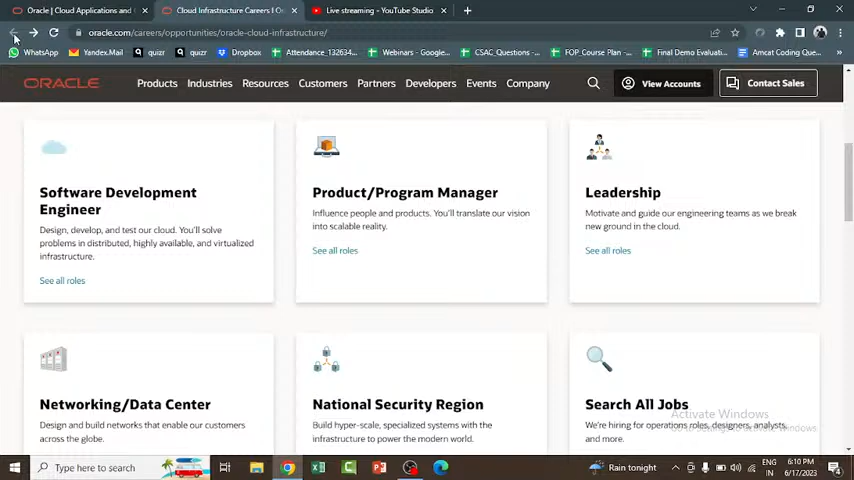 Oracle | Cloud Applications and C
Cloud Infrastructure Careers | O
Live streaming - YouTube Studio
oracle.com/careers/opportunities/oracle-cloud-infrastructure/
WhatsApp
Yandex.Mail
quizr
quizr
Dropbox
Attendance_132634...
Webinars - Google...
CSAC_Questions -...
FOP_Course Plan -...
Final Demo Evaluati...
Amcat Coding Que...
ORACLE
Products
Industries
Resources
Customers
Partners
Developers
Events
Company
View Accounts
Contact Sales
Software Development
Engineer
Design, develop, and test our cloud. You'll solve
problems in distributed, highly available, and virtualized
infrastructure.
See all roles
Product/Program Manager
Influence people and products. You'll translate our vision
into scalable reality.
See all roles
Leadership
Motivate and guide our engineering teams as we break
new ground in the cloud.
See all roles
Networking/Data Center
Design and build networks that enable our customers
across the globe.
National Security Region
Build hyper-scale, specialized systems with the
infrastructure to power the modern world.
Search All Jobs
We're hiring for operations roles, designers, analysts,
and more.
Activate Windows
Type here to search
Rain tonight
ENG
IN
6:10 PM
6/17/2023
4